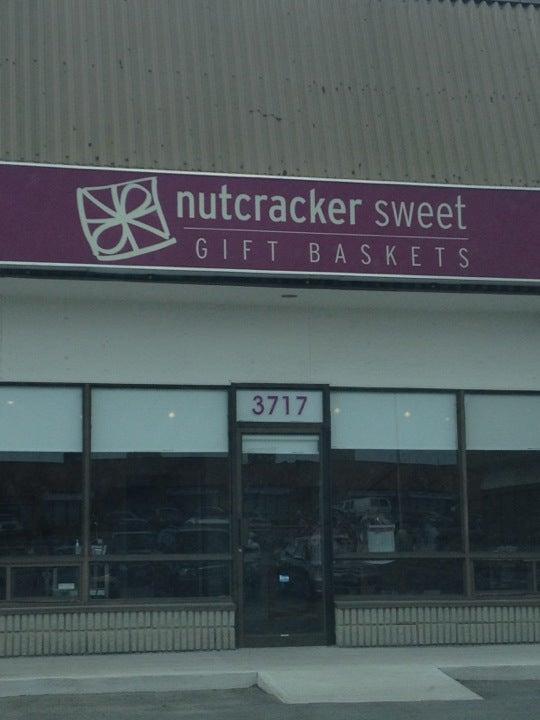 nutcracker sweet
GIFT BASKETS
3717